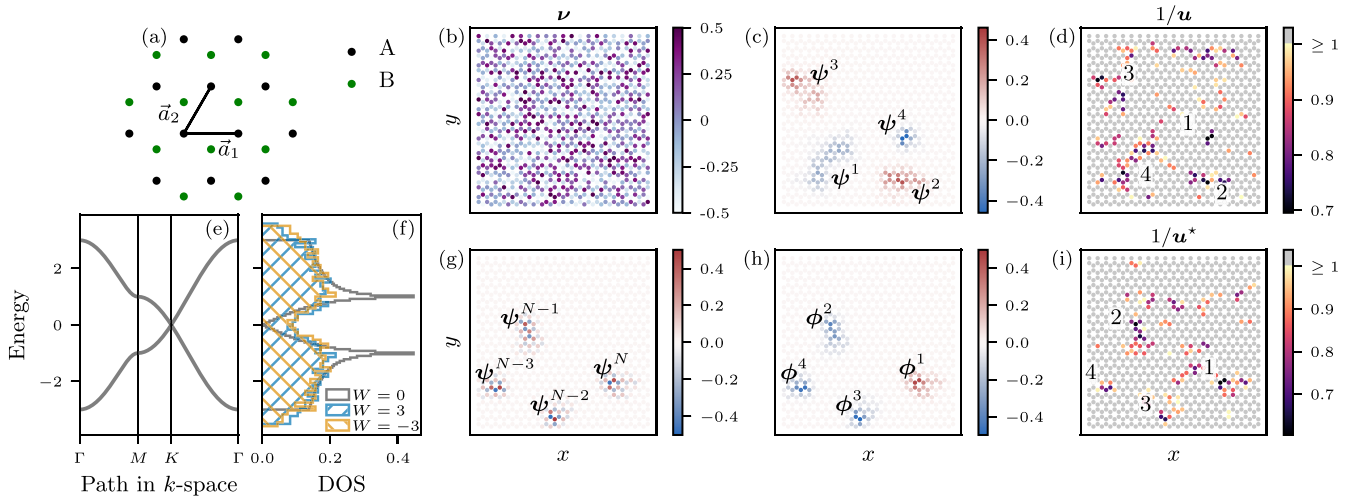 (a)
A
B
a⃗₂
a⃗₁
ν
(b)
y
0.5
0.25
0
-0.25
-0.5
(c)
ψ³
ψ⁴
ψ¹
ψ²
0.4
0.2
0.0
−0.2
−0.4
1/u
(d)
3
1
4
2
≥ 1
0.9
0.8
0.7
(e)
Energy
2
0
−2
Γ
M
K
Γ
Path in k-space
(f)
W = 0
W = 3
W = −3
0.0
0.2
0.4
DOS
(g)
y
ψᴺ⁻¹
ψᴺ⁻³
ψᴺ
ψᴺ⁻²
x
0.4
0.2
0.0
−0.2
−0.4
(h)
ϕ²
ϕ⁴
ϕ¹
ϕ³
x
0.4
0.2
0.0
−0.2
−0.4
1/u⋆
(i)
2
1
4
3
x
≥ 1
0.9
0.8
0.7